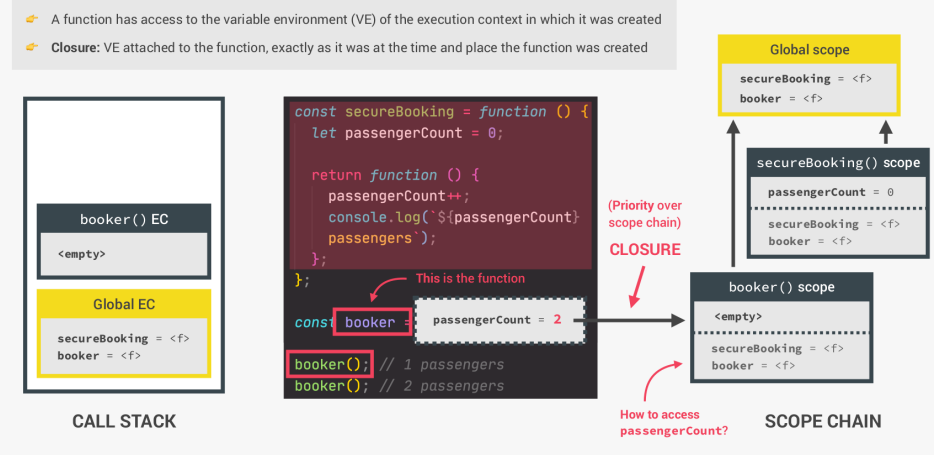 👉 A function has access to the variable environment (VE) of the execution context in which it was created
👉 Closure: VE attached to the function, exactly as it was at the time and place the function was created
booker() EC
<empty>
Global EC
secureBooking = <f>
booker = <f>
CALL STACK
const secureBooking = function () {
let passengerCount = 0;
return function () {
passengerCount++;
console.log(`${passengerCount}
passengers`);
};
};
This is the function
const booker =
passengerCount = 2
booker(); // 1 passengers
booker(); // 2 passengers
(Priority over
scope chain)
CLOSURE
Global scope
secureBooking = <f>
booker = <f>
secureBooking() scope
passengerCount = 0
secureBooking = <f>
booker = <f>
booker() scope
<empty>
secureBooking = <f>
booker = <f>
How to access
passengerCount?
SCOPE CHAIN